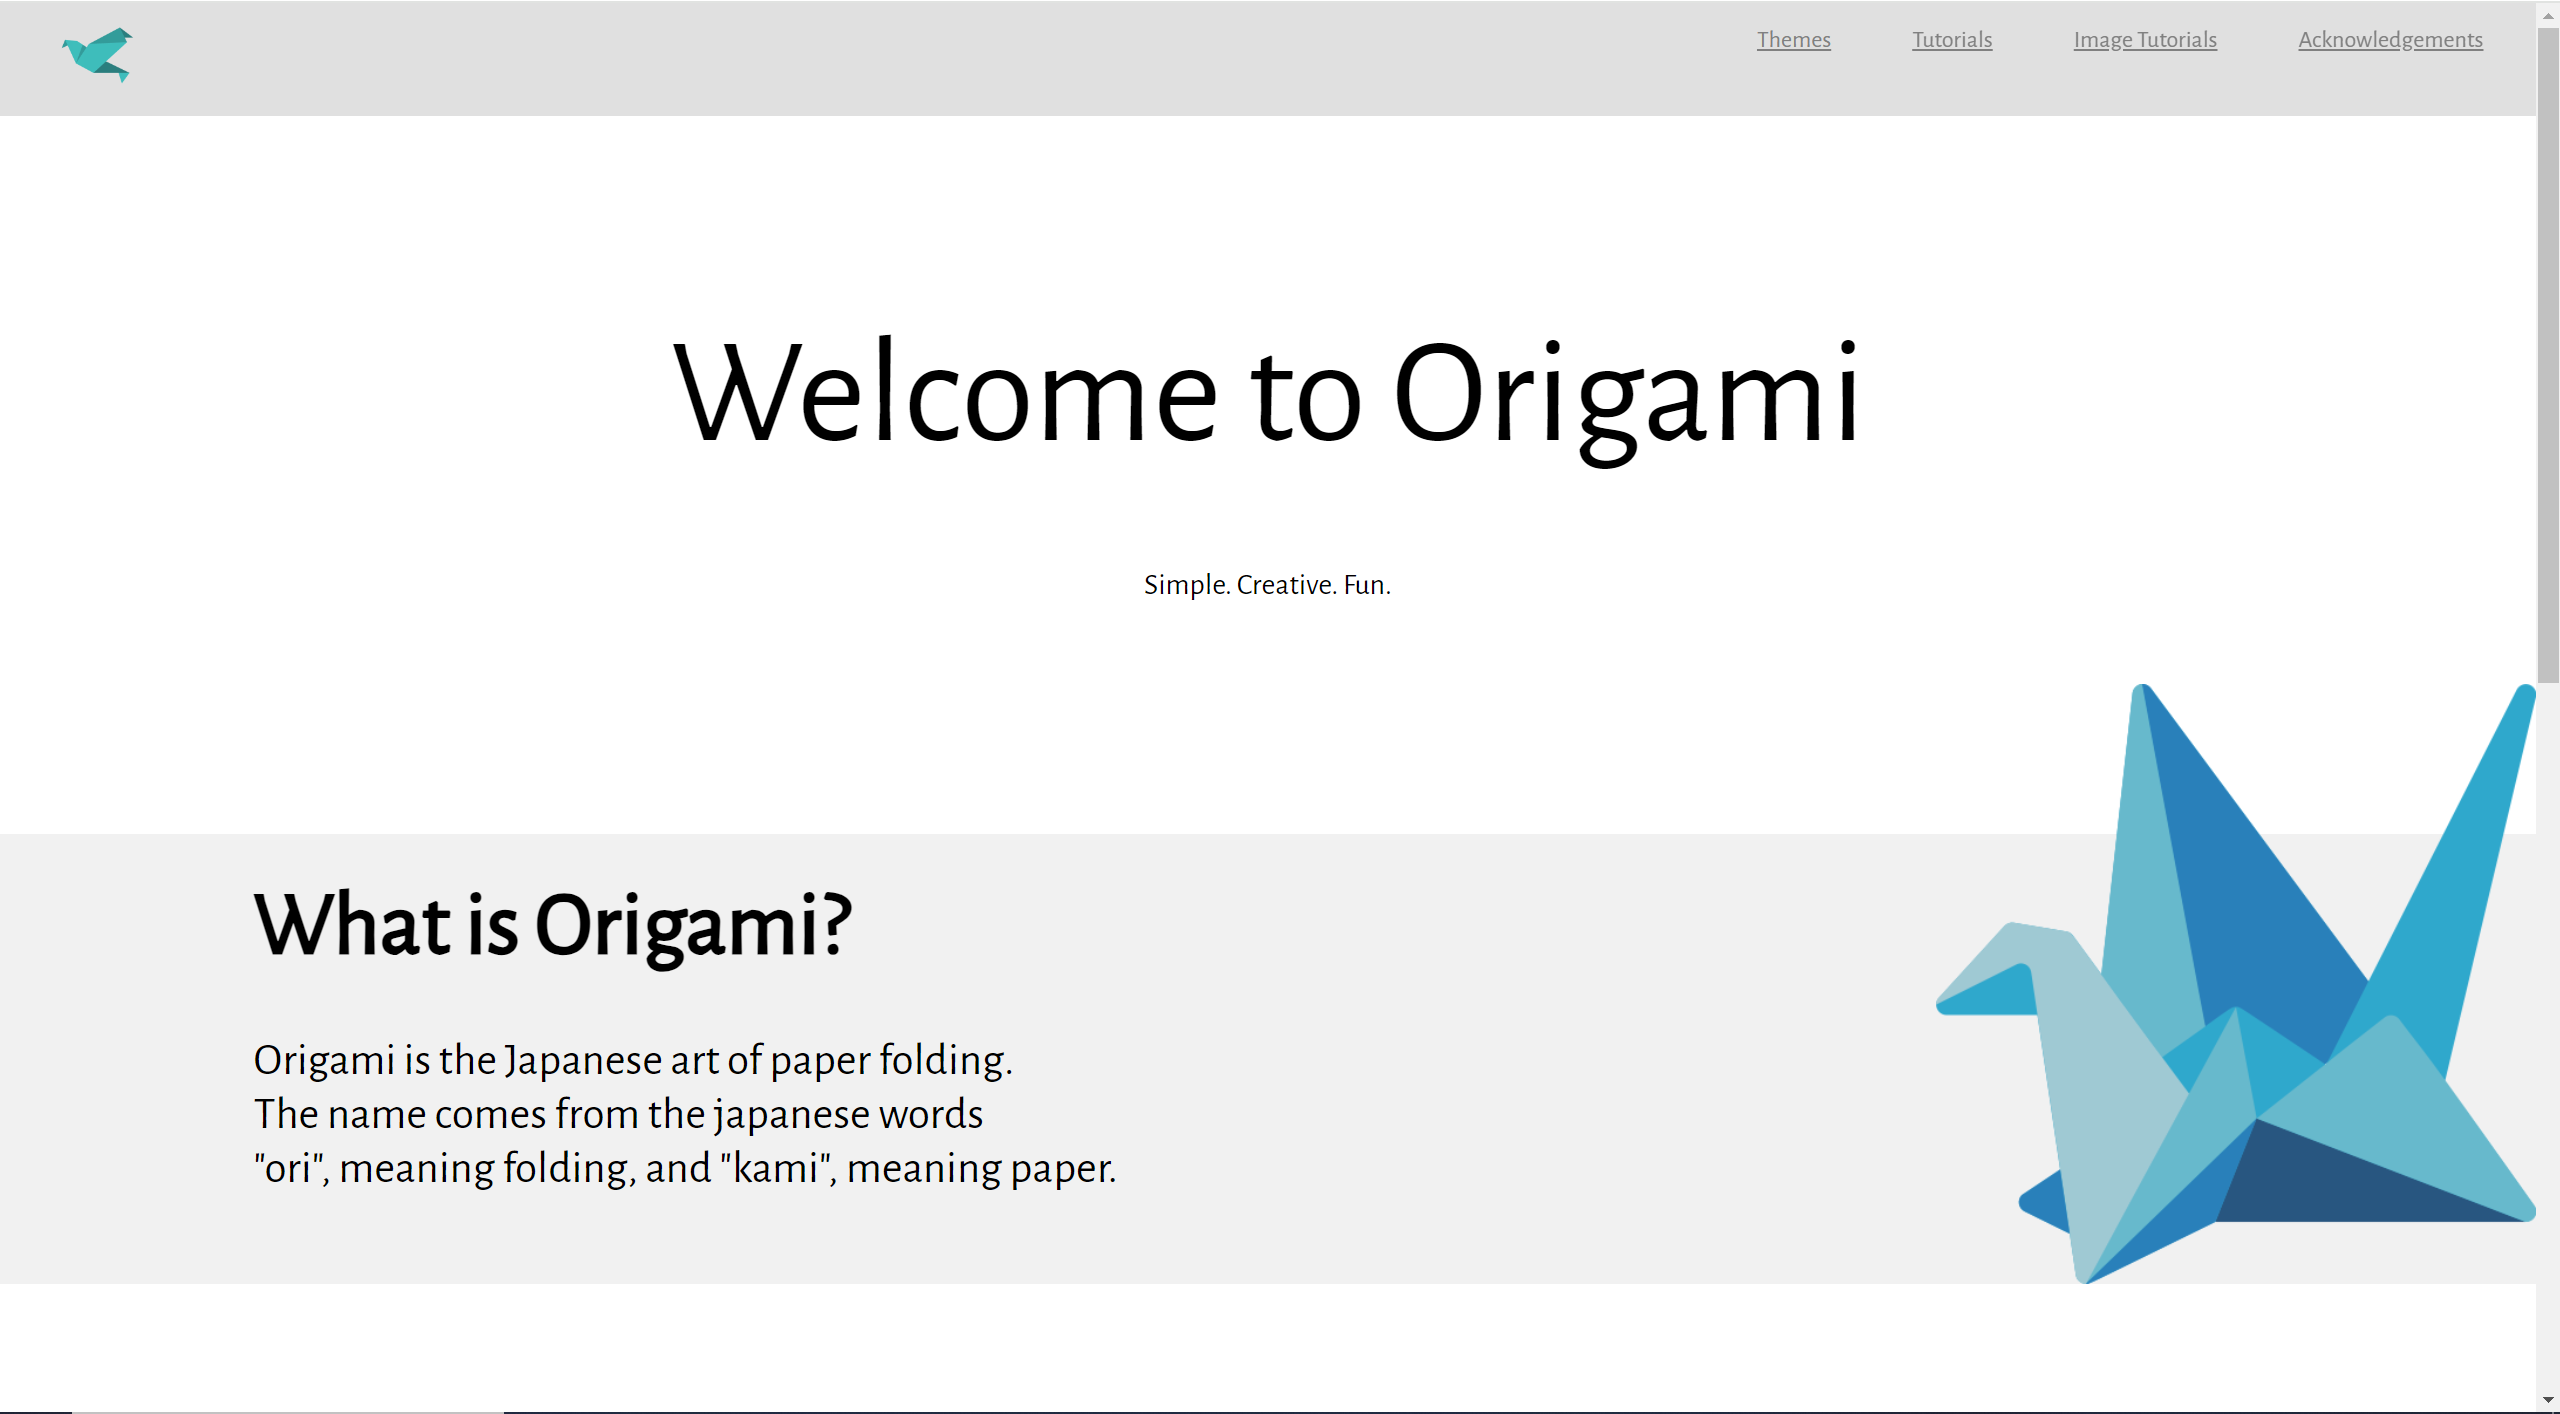 Themes Tutorials Image Tutorials Acknowledgements
Welcome to Origami
Simple. Creative. Fun.
What is Origami?
Origami is the Japanese art of paper folding.
The name comes from the japanese words
"ori", meaning folding, and "kami", meaning paper.